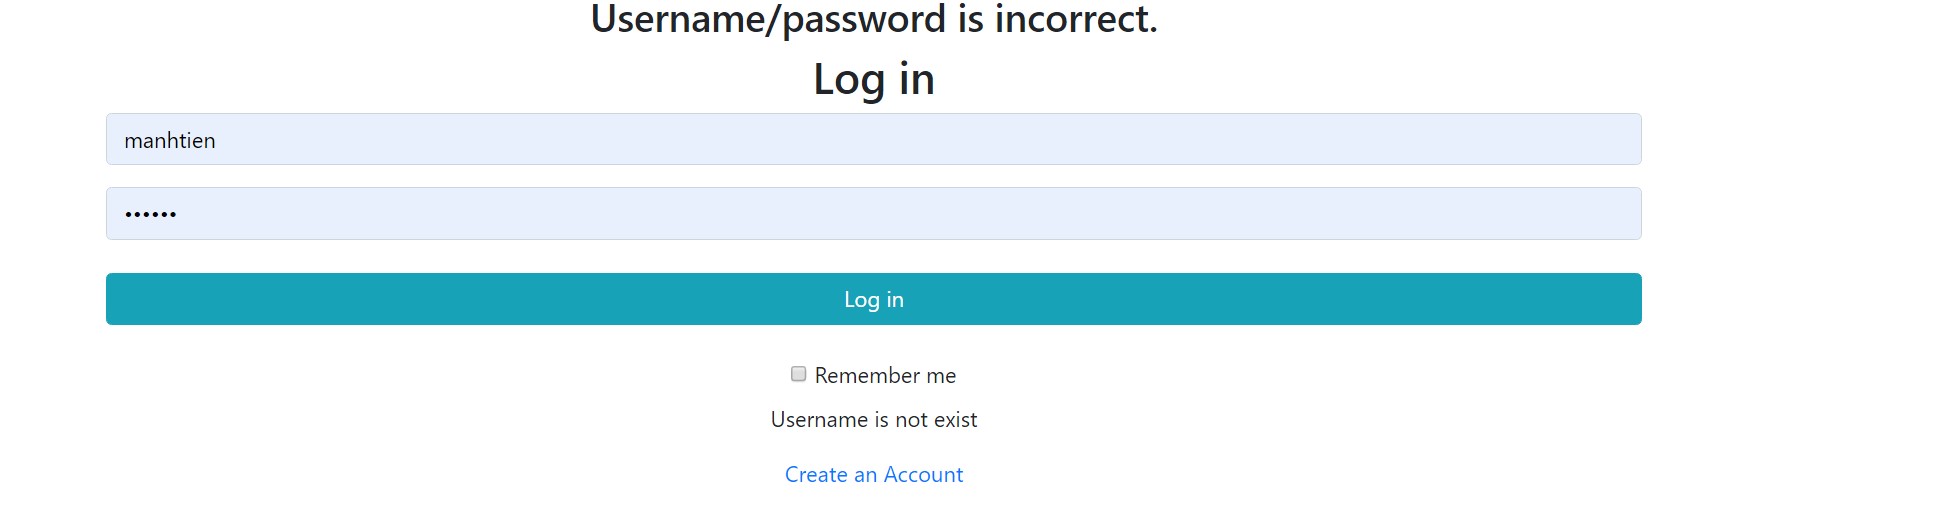 Username/password is incorrect.
Log in
manhtien
••••••
Log in
Remember me
Username is not exist
Create an Account